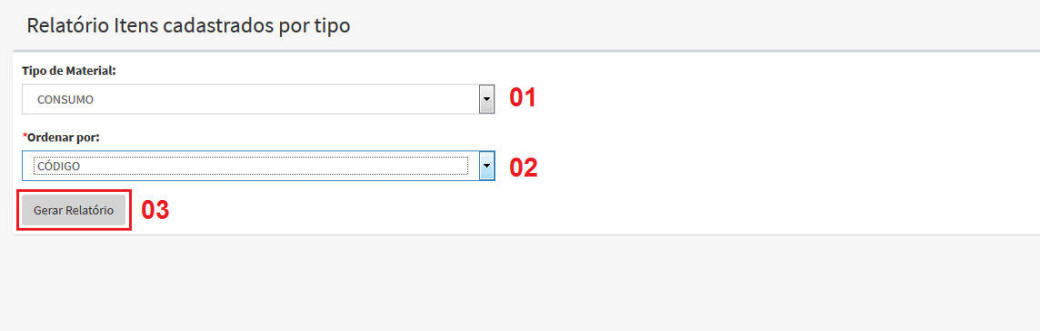 Relatório Itens cadastrados por tipo
Tipo de Material:
CONSUMO
01
*Ordenar por:
CÓDIGO
02
Gerar Relatório
03